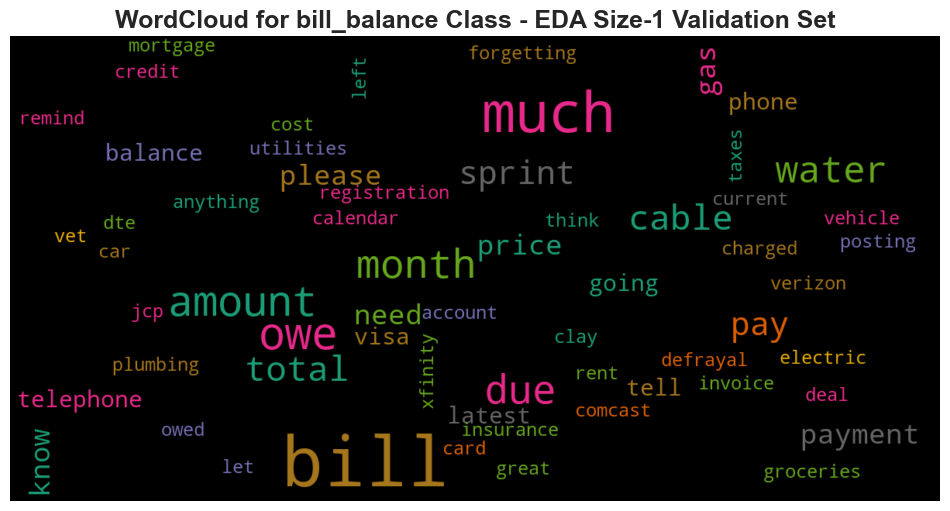 WordCloud for bill_balance Class - EDA Size-1 Validation Set
mortgage
forgetting
credit
left
gas
phone
remind
much
cost
utilities
balance
taxes
please
sprint
water
registration
current
anything
calendar
think
cable
vehicle
dte
vet
car
price
charged
posting
month
going
verizon
amount
jcp
owe
need
account
visa
clay
pay
total
plumbing
xfinity
defrayal
electric
due
rent
tell
invoice
deal
telephone
latest
comcast
owed
insurance
payment
know
bill
card
let
great
groceries